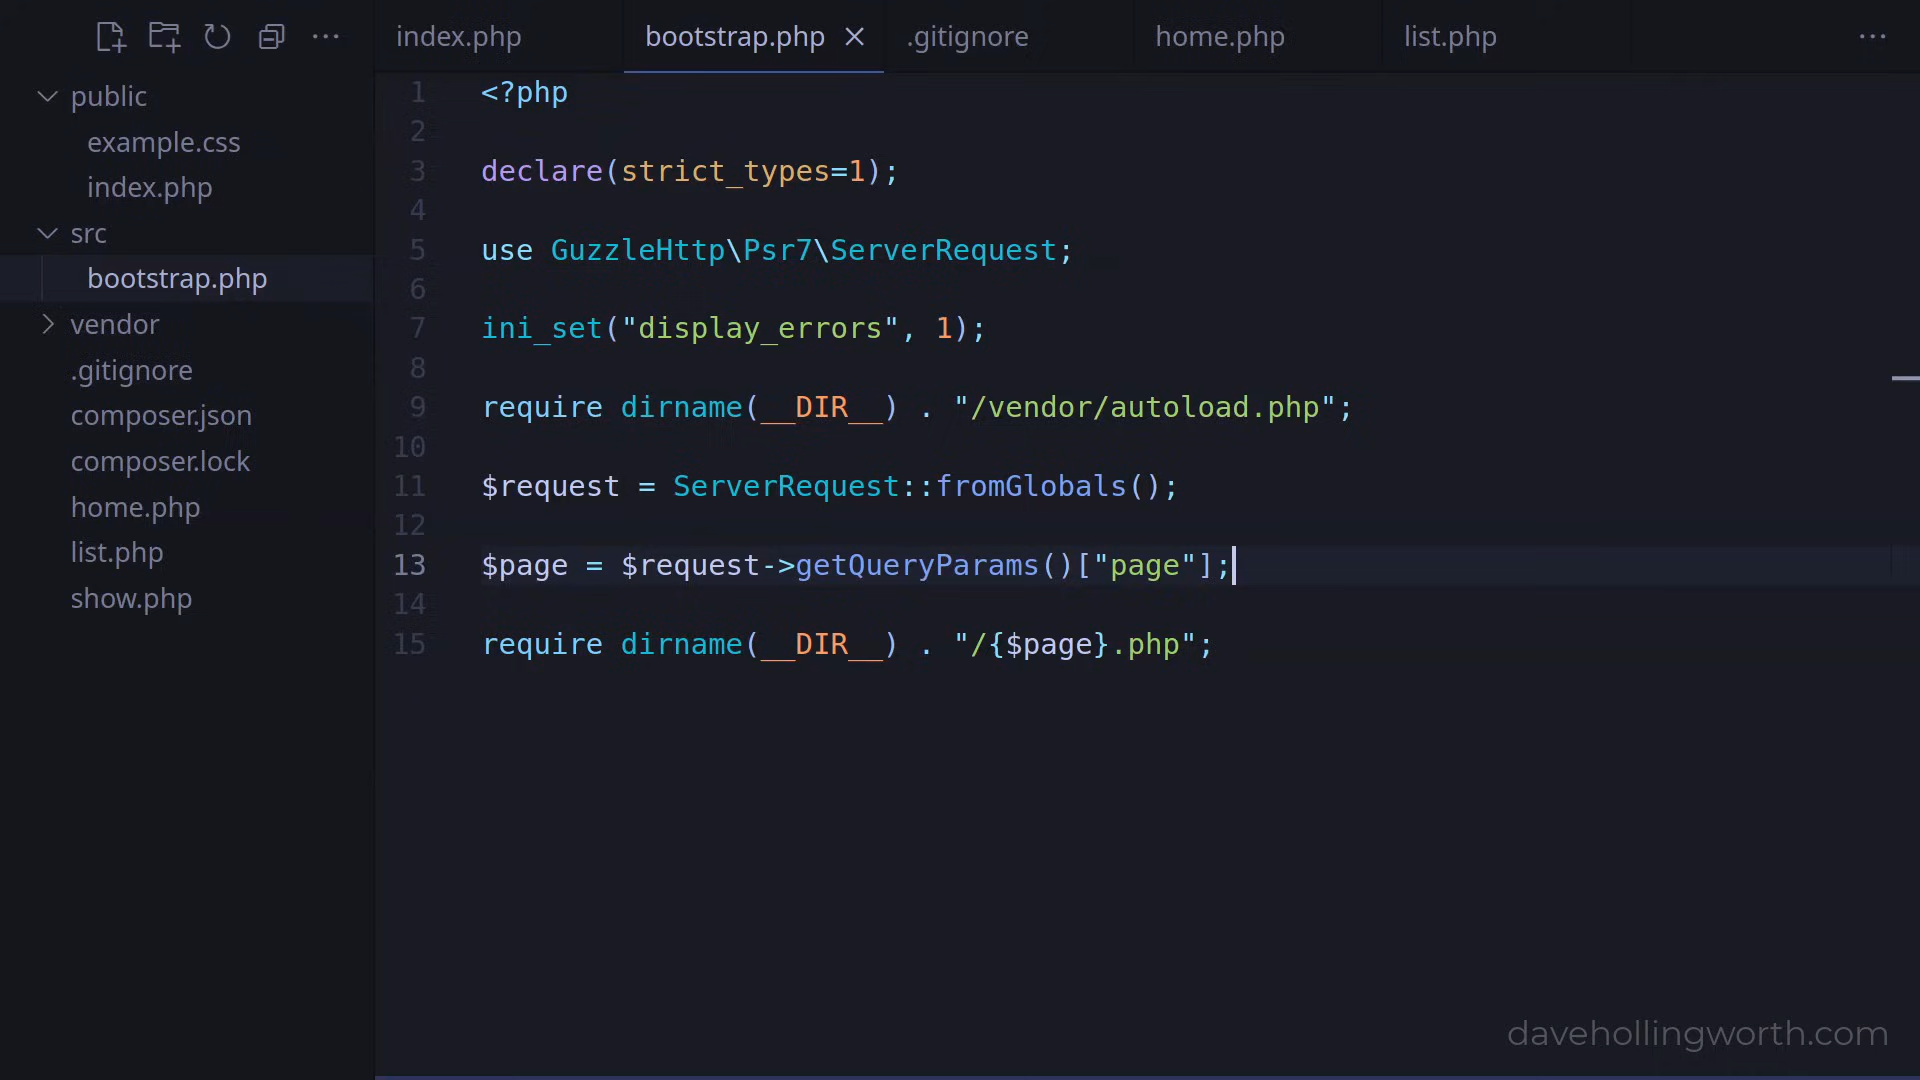 index.php
bootstrap.php
.gitignore
home.php
list.php
public
example.css
index.php
src
bootstrap.php
vendor
.gitignore
composer.json
composer.lock
home.php
list.php
show.php
1 <?php
2
3 declare(strict_types=1);
4
5 use GuzzleHttp\Psr7\ServerRequest;
6
7 ini_set("display_errors", 1);
8
9 require dirname(__DIR__) . "/vendor/autoload.php";
10
11 $request = ServerRequest::fromGlobals();
12
13 $page = $request->getQueryParams()["page"];
14
15 require dirname(__DIR__) . "/{$page}.php";
davehollingworth.com